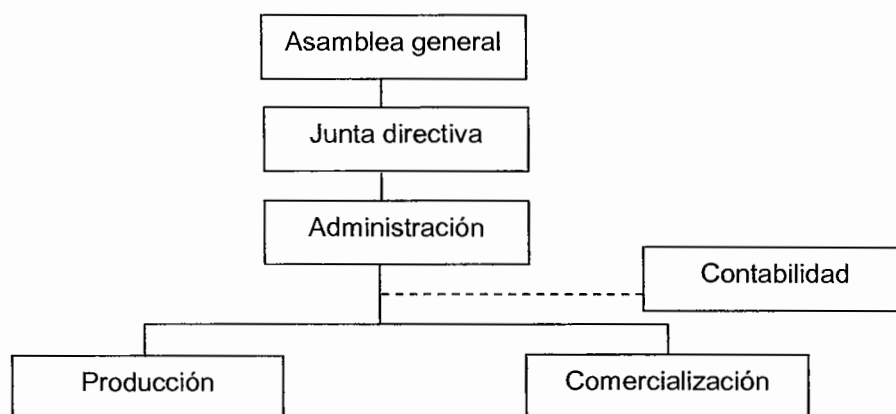 Asamblea general
Junta directiva
Administración
Contabilidad
Producción
Comercialización